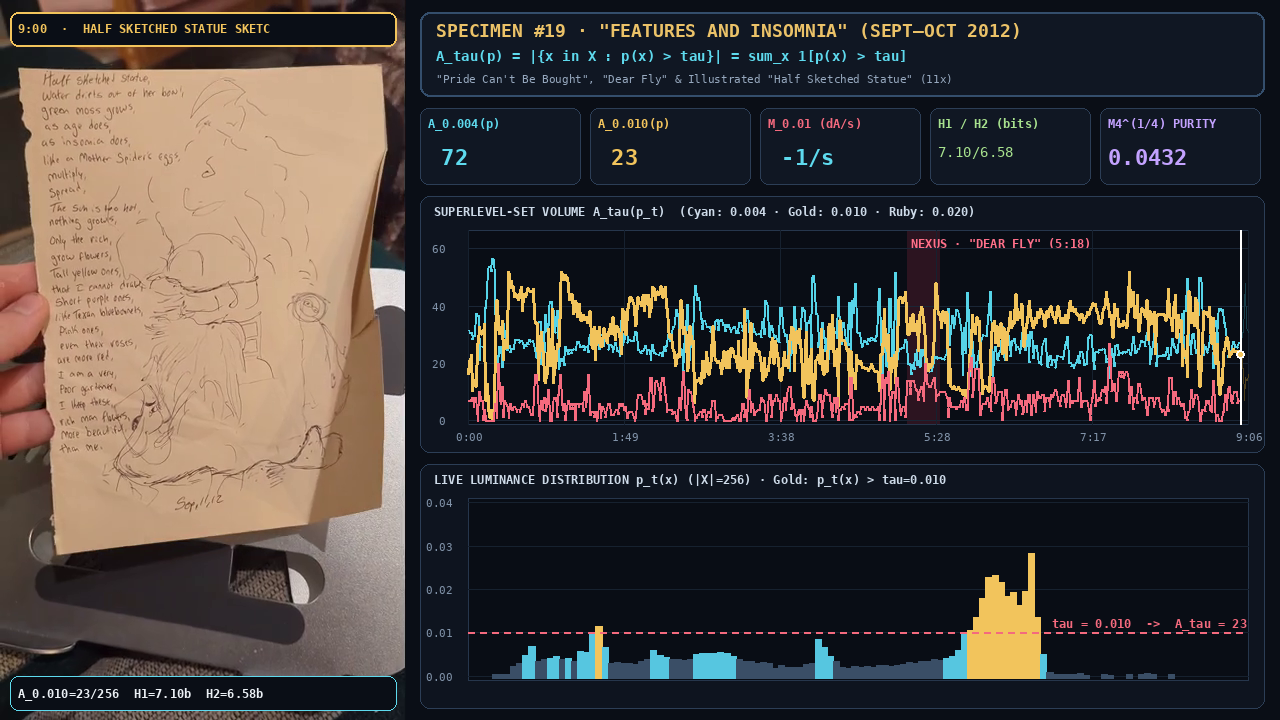 9:00 · HALF SKETCHED STATUE SKETC
Half sketched statue,
Water drifts out of her bowl,
green moss grows,
as age does,
as insomnia does,
like a Mother Spider's eggs,
multiply,
Spread,
The sun is too hot,
nothing grows,
Only the rich,
grow flowers,
Tall yellow ones,
that I cannot draw,
Short purple ones,
like Texan bluebonnets,
Pink ones,
even their roses,
are more red,
I am a very,
Poor gardener,
I keep these,
rich man flowers,
More beautiful,
than me.
Sep, 11, 12
A_0.010=23/256 H1=7.10b H2=6.58b
SPECIMEN #19 · "FEATURES AND INSOMNIA" (SEPT–OCT 2012)
A_tau(p) = |{x in X : p(x) > tau}| = sum_x 1[p(x) > tau]
"Pride Can't Be Bought", "Dear Fly" & Illustrated "Half Sketched Statue" (11x)
A_0.004(p)
72
A_0.010(p)
23
M_0.01 (dA/s)
-1/s
H1 / H2 (bits)
7.10/6.58
M4^(1/4) PURITY
0.0432
SUPERLEVEL-SET VOLUME A_tau(p_t) (Cyan: 0.004 · Gold: 0.010 · Ruby: 0.020)
NEXUS · "DEAR FLY" (5:18)
60
40
20
0
0:00 1:49 3:38 5:28 7:17 9:06
LIVE LUMINANCE DISTRIBUTION p_t(x) (|X|=256) · Gold: p_t(x) > tau=0.010
0.04
0.03
0.02
0.01
0.00
tau = 0.010 -> A_tau = 23